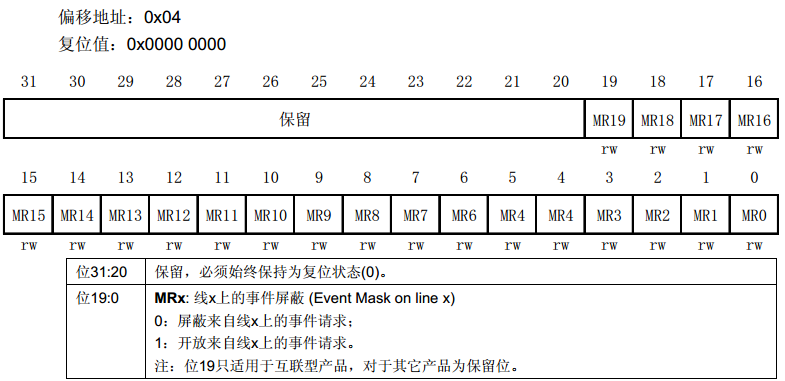 偏移地址：0x04
复位值：0x0000 0000
31 30 29 28 27 26 25 24 23 22 21 20 19 18 17 16
保留 MR19 MR18 MR17 MR16
rw rw rw rw
15 14 13 12 11 10 9 8 7 6 5 4 3 2 1 0
MR15 MR14 MR13 MR12 MR11 MR10 MR9 MR8 MR7 MR6 MR4 MR4 MR3 MR2 MR1 MR0
rw rw rw rw rw rw rw rw rw rw rw rw rw rw rw rw
位31:20 保留，必须始终保持为复位状态(0)。
位19:0 MRx: 线x上的事件屏蔽 (Event Mask on line x)
0：屏蔽来自线x上的事件请求；
1：开放来自线x上的事件请求。
注：位19只适用于互联型产品，对于其它产品为保留位。